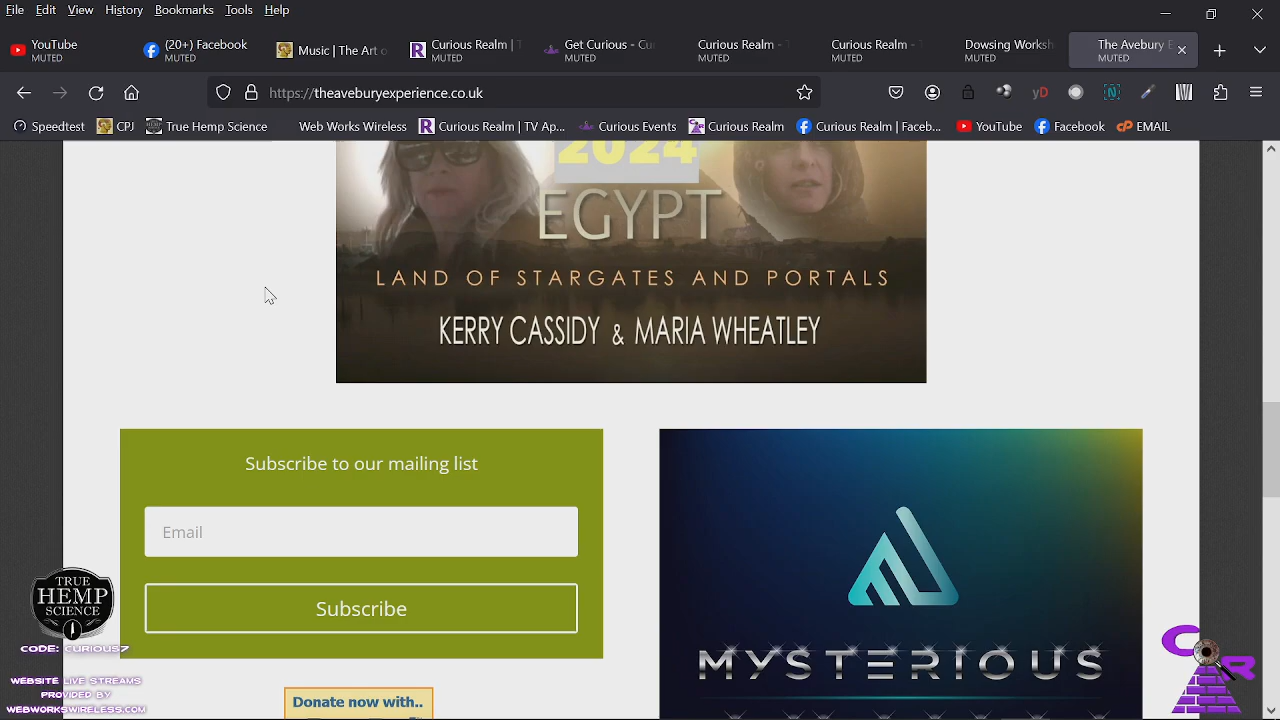 File Edit View History Bookmarks Tools Help
YouTube
MUTED
(20+) Facebook
MUTED
Music | The Art o
MUTED
Curious Realm | T
MUTED
Get Curious - Cu
MUTED
Curious Realm - T
MUTED
Curious Realm -
MUTED
Dowsing Worksh
MUTED
The Avebury E
MUTED
https://theaveburyexperience.co.uk
yD
Speedtest CPJ True Hemp Science Web Works Wireless Curious Realm | TV Ap... Curious Events Curious Realm Curious Realm | Faceb... YouTube Facebook EMAIL
2024
EGYPT
LAND OF STARGATES AND PORTALS
KERRY CASSIDY & MARIA WHEATLEY
Subscribe to our mailing list
Email
Subscribe
Donate now with..
MYSTERIOUS
TRUE
HEMP
SCIENCE
CODE: CURIOUS7
WEBSITE LIVE STREAMS
PROVIDED BY
WEBWORKSWIRELESS.COM
C R